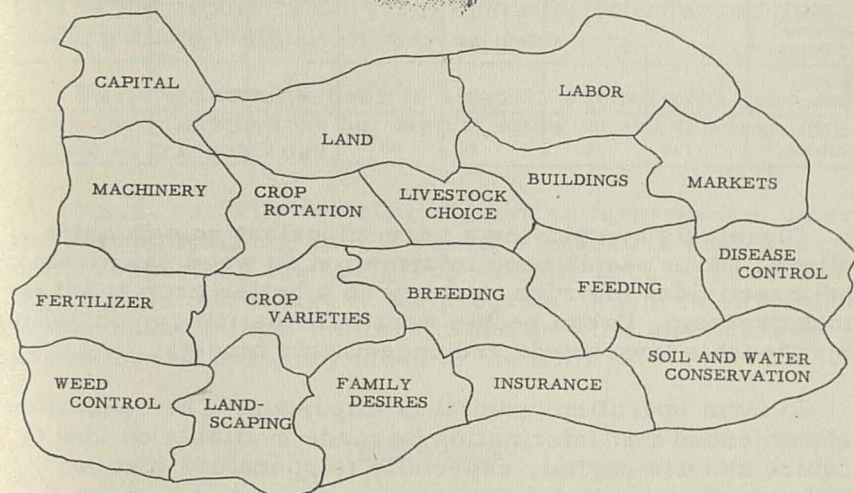 CAPITAL
LABOR
LAND
MACHINERY
CROP
ROTATION
LIVESTOCK
CHOICE
BUILDINGS
MARKETS
FERTILIZER
CROP
VARIETIES
BREEDING
FEEDING
DISEASE
CONTROL
WEED
CONTROL
LAND-
SCAPING
FAMILY
DESIRES
INSURANCE
SOIL AND WATER
CONSERVATION